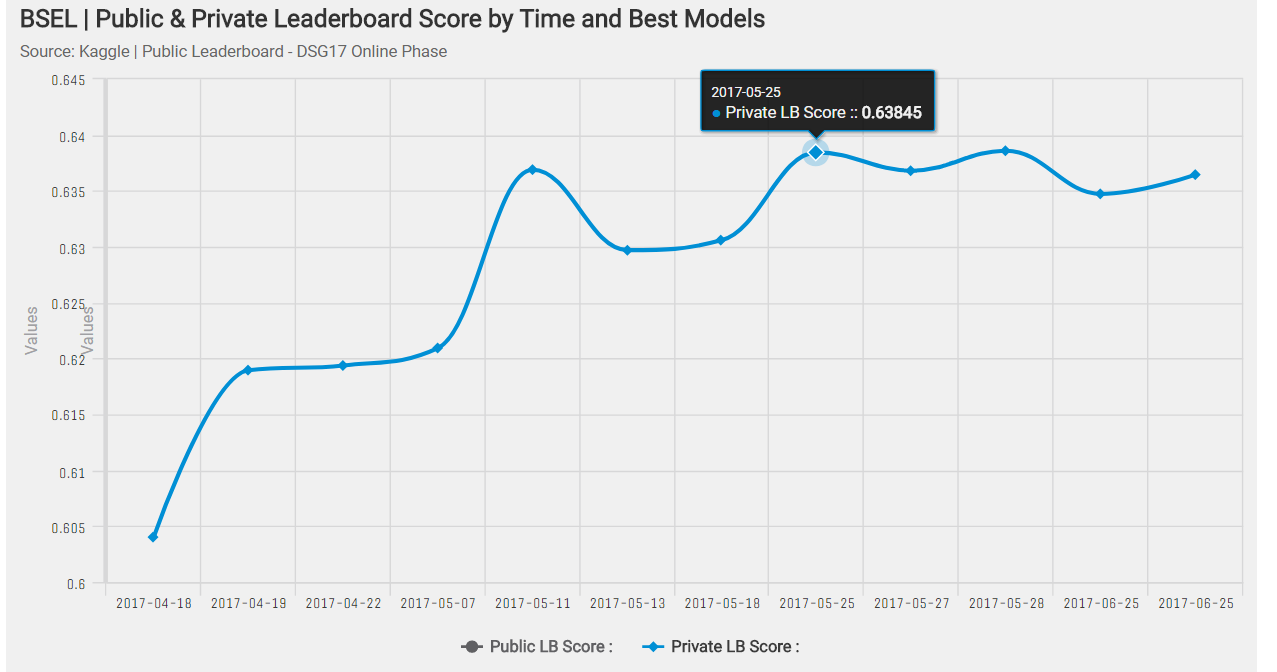 BSEL | Public & Private Leaderboard Score by Time and Best Models
Source: Kaggle | Public Leaderboard - DSG17 Online Phase
0.645
0.64
0.635
0.63
0.625
0.62
0.615
0.61
0.605
0.6
Values
Values
2017-05-25
Private LB Score :: 0.63845
2017-04-18 2017-04-19 2017-04-22 2017-05-07 2017-05-11 2017-05-13 2017-05-18 2017-05-25 2017-05-27 2017-05-28 2017-06-25 2017-06-25
Public LB Score : Private LB Score :